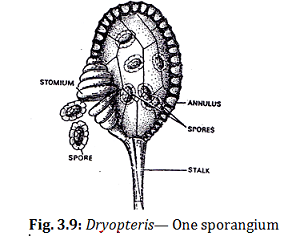 STOMIUM
ANNULUS
SPORES
SPORE
STALK
Fig. 3.9: Dryopteris— One sporangium